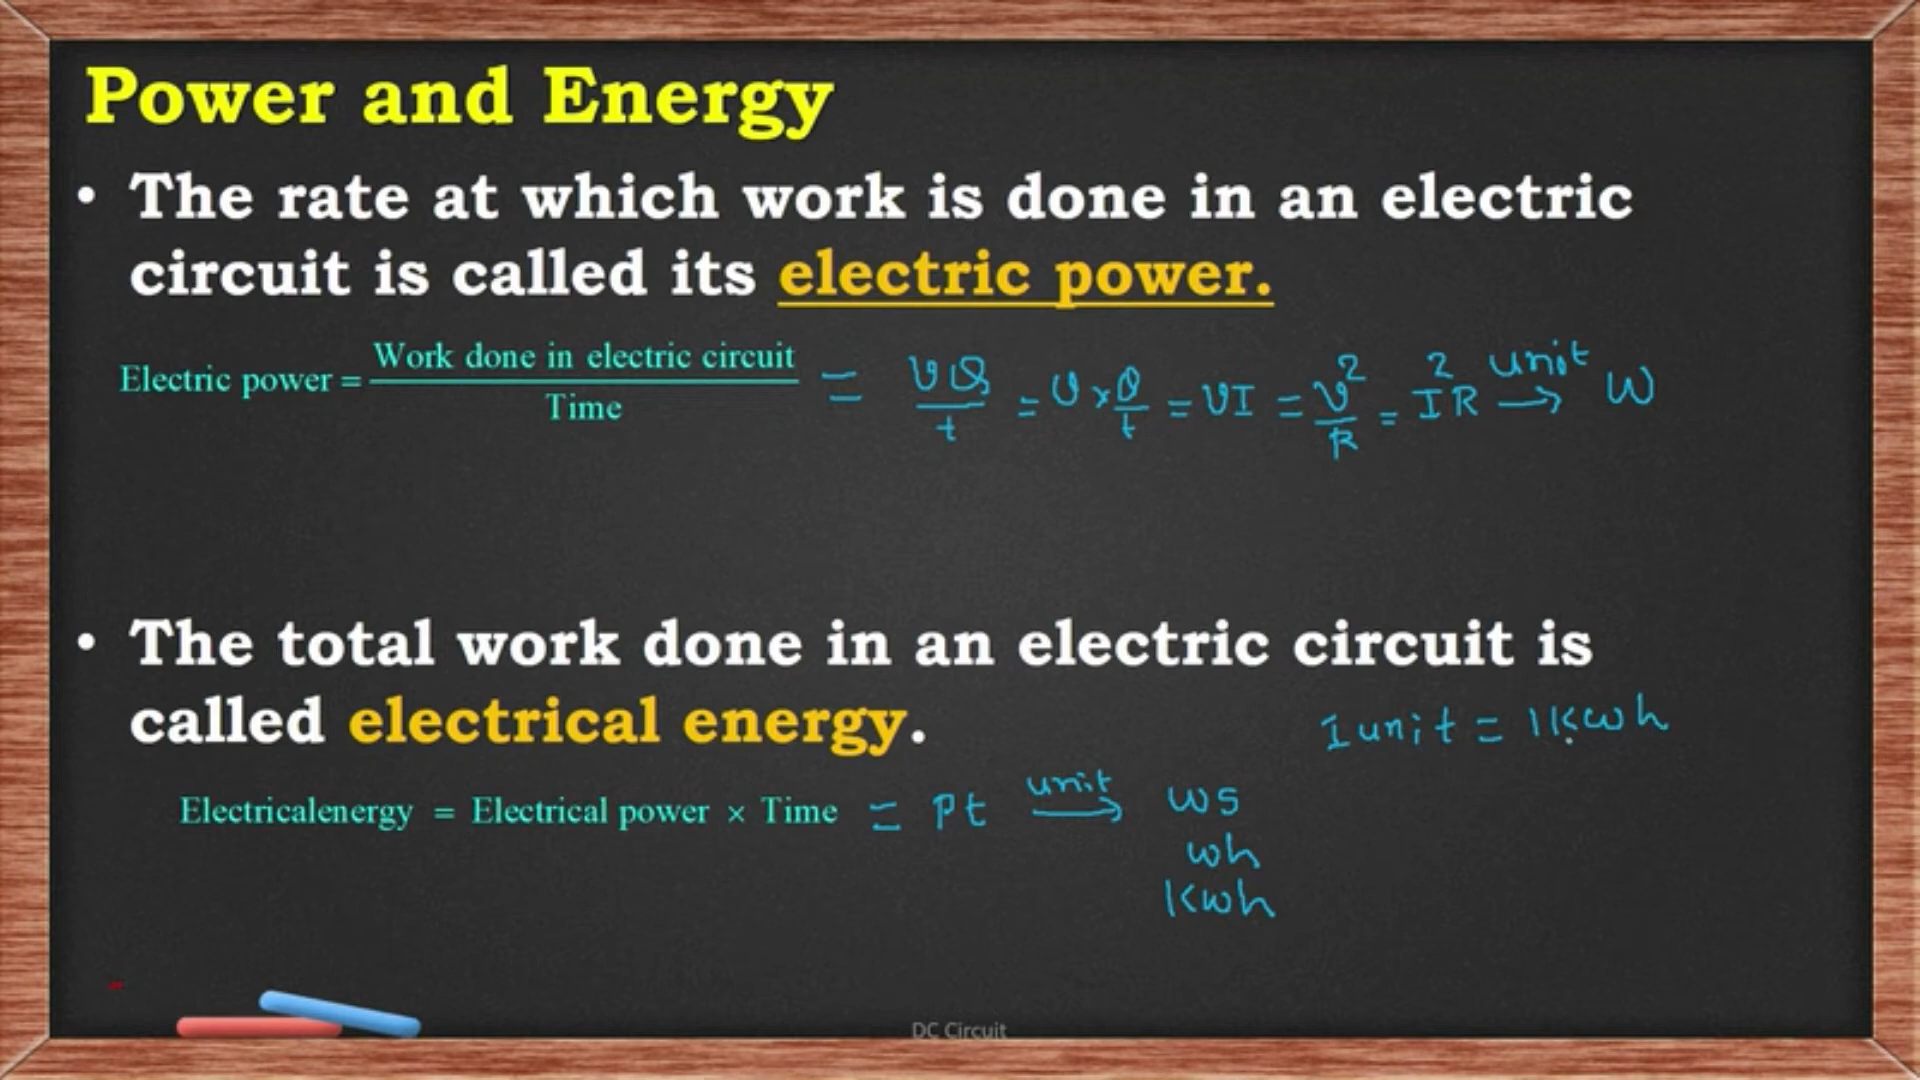 Power and Energy
• The rate at which work is done in an electric
circuit is called its electric power.
Electric power = Work done in electric circuit / Time = VQ/t = V × Q/t = VI = V²/R = I²R unit → W
• The total work done in an electric circuit is
called electrical energy.
1 unit = 1 Kwh
Electricalenergy = Electrical power × Time = Pt unit → ws
wh
Kwh
DC Circuit